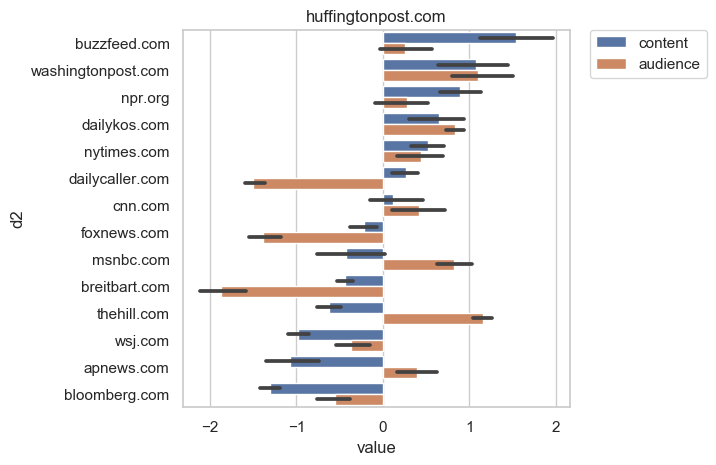 huffingtonpost.com
buzzfeed.com
washingtonpost.com
npr.org
dailykos.com
nytimes.com
dailycaller.com
cnn.com
foxnews.com
msnbc.com
breitbart.com
thehill.com
wsj.com
apnews.com
bloomberg.com
d2
−2 −1 0 1 2
value
content
audience